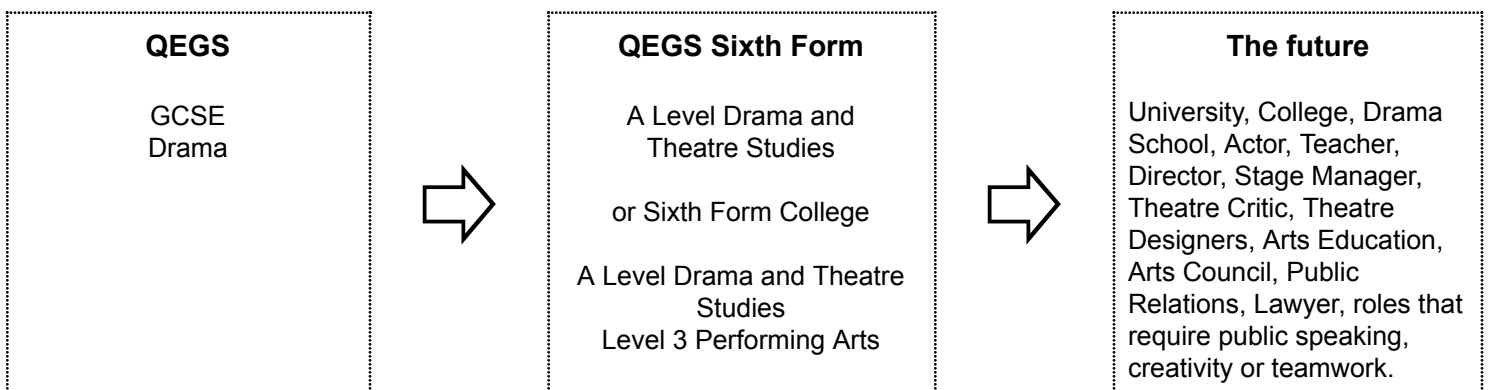 QEGS
GCSE
Drama
QEGS Sixth Form
A Level Drama and
Theatre Studies
or Sixth Form College
A Level Drama and Theatre
Studies
Level 3 Performing Arts
The future
University, College, Drama
School, Actor, Teacher,
Director, Stage Manager,
Theatre Critic, Theatre
Designers, Arts Education,
Arts Council, Public
Relations, Lawyer, roles that
require public speaking,
creativity or teamwork.